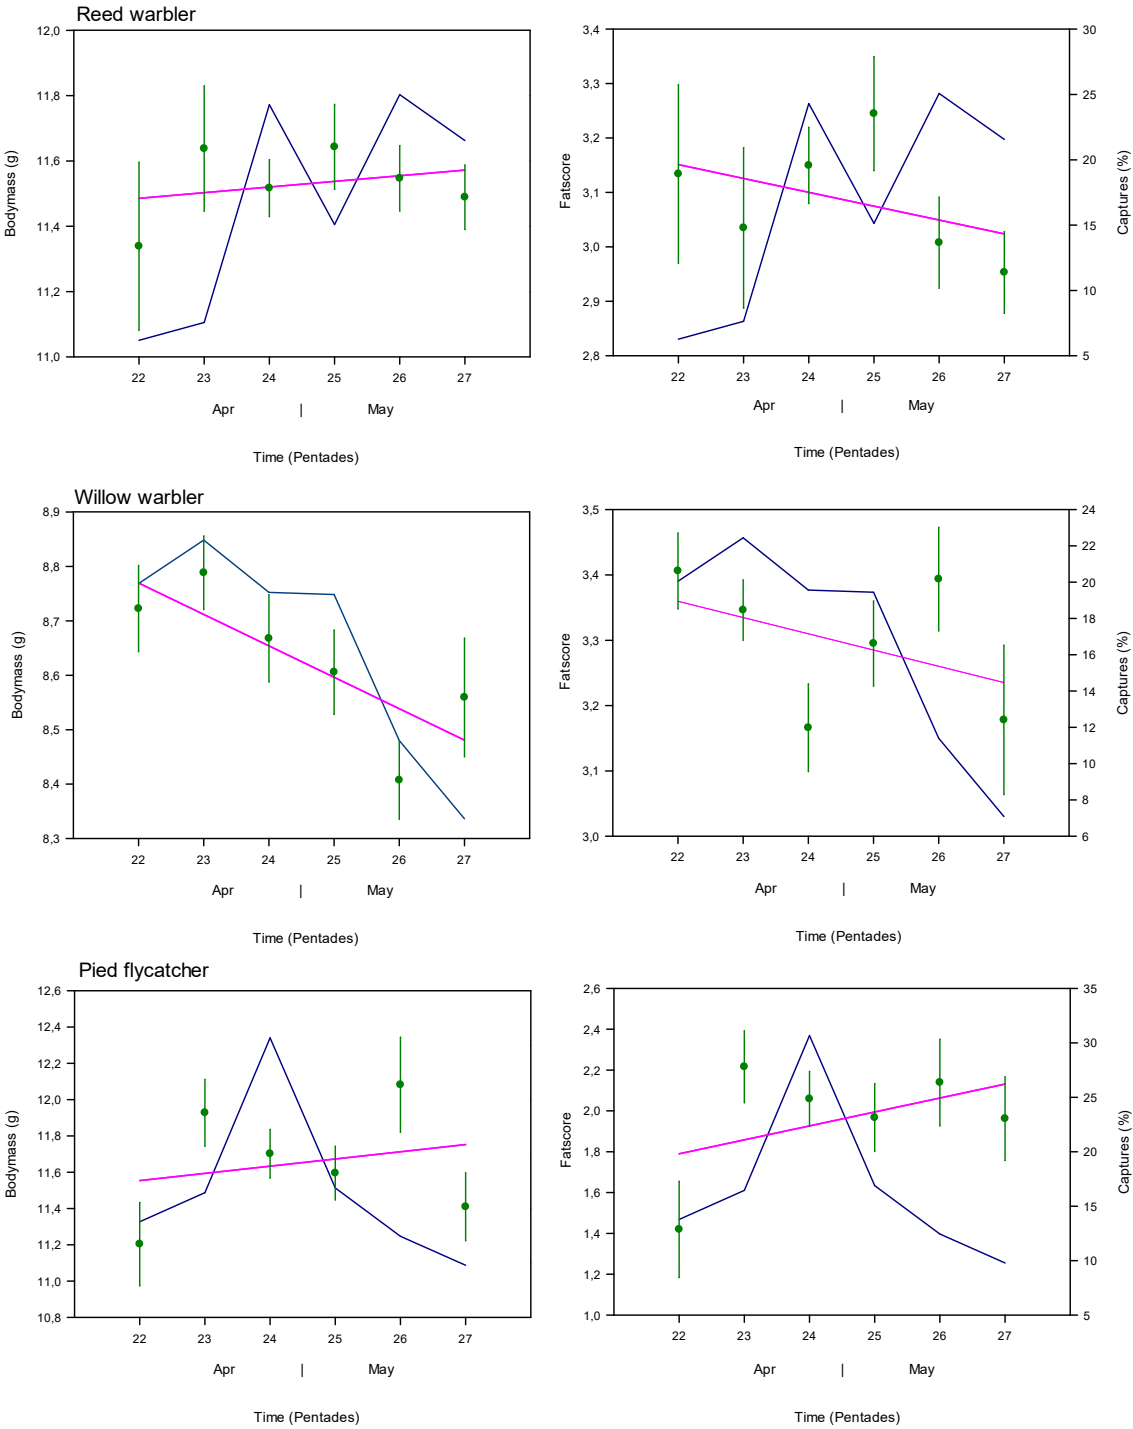 Reed warbler
12,0
11,8
11,6
11,4
11,2
11,0
Bodymass (g)
22 23 24 25 26 27
Apr | May
Time (Pentades)
3,4
3,3
3,2
3,1
3,0
2,9
2,8
Fatscore
30
25
20
15
10
5
Captures (%)
22 23 24 25 26 27
Apr | May
Time (Pentades)
Willow warbler
8,9
8,8
8,7
8,6
8,5
8,4
8,3
Bodymass (g)
22 23 24 25 26 27
Apr | May
Time (Pentades)
3,5
3,4
3,3
3,2
3,1
3,0
Fatscore
24
22
20
18
16
14
12
10
8
6
Captures (%)
22 23 24 25 26 27
Apr | May
Time (Pentades)
Pied flycatcher
12,6
12,4
12,2
12,0
11,8
11,6
11,4
11,2
11,0
10,8
Bodymass (g)
22 23 24 25 26 27
Apr | May
Time (Pentades)
2,6
2,4
2,2
2,0
1,8
1,6
1,4
1,2
1,0
Fatscore
35
30
25
20
15
10
5
Captures (%)
22 23 24 25 26 27
Apr | May
Time (Pentades)